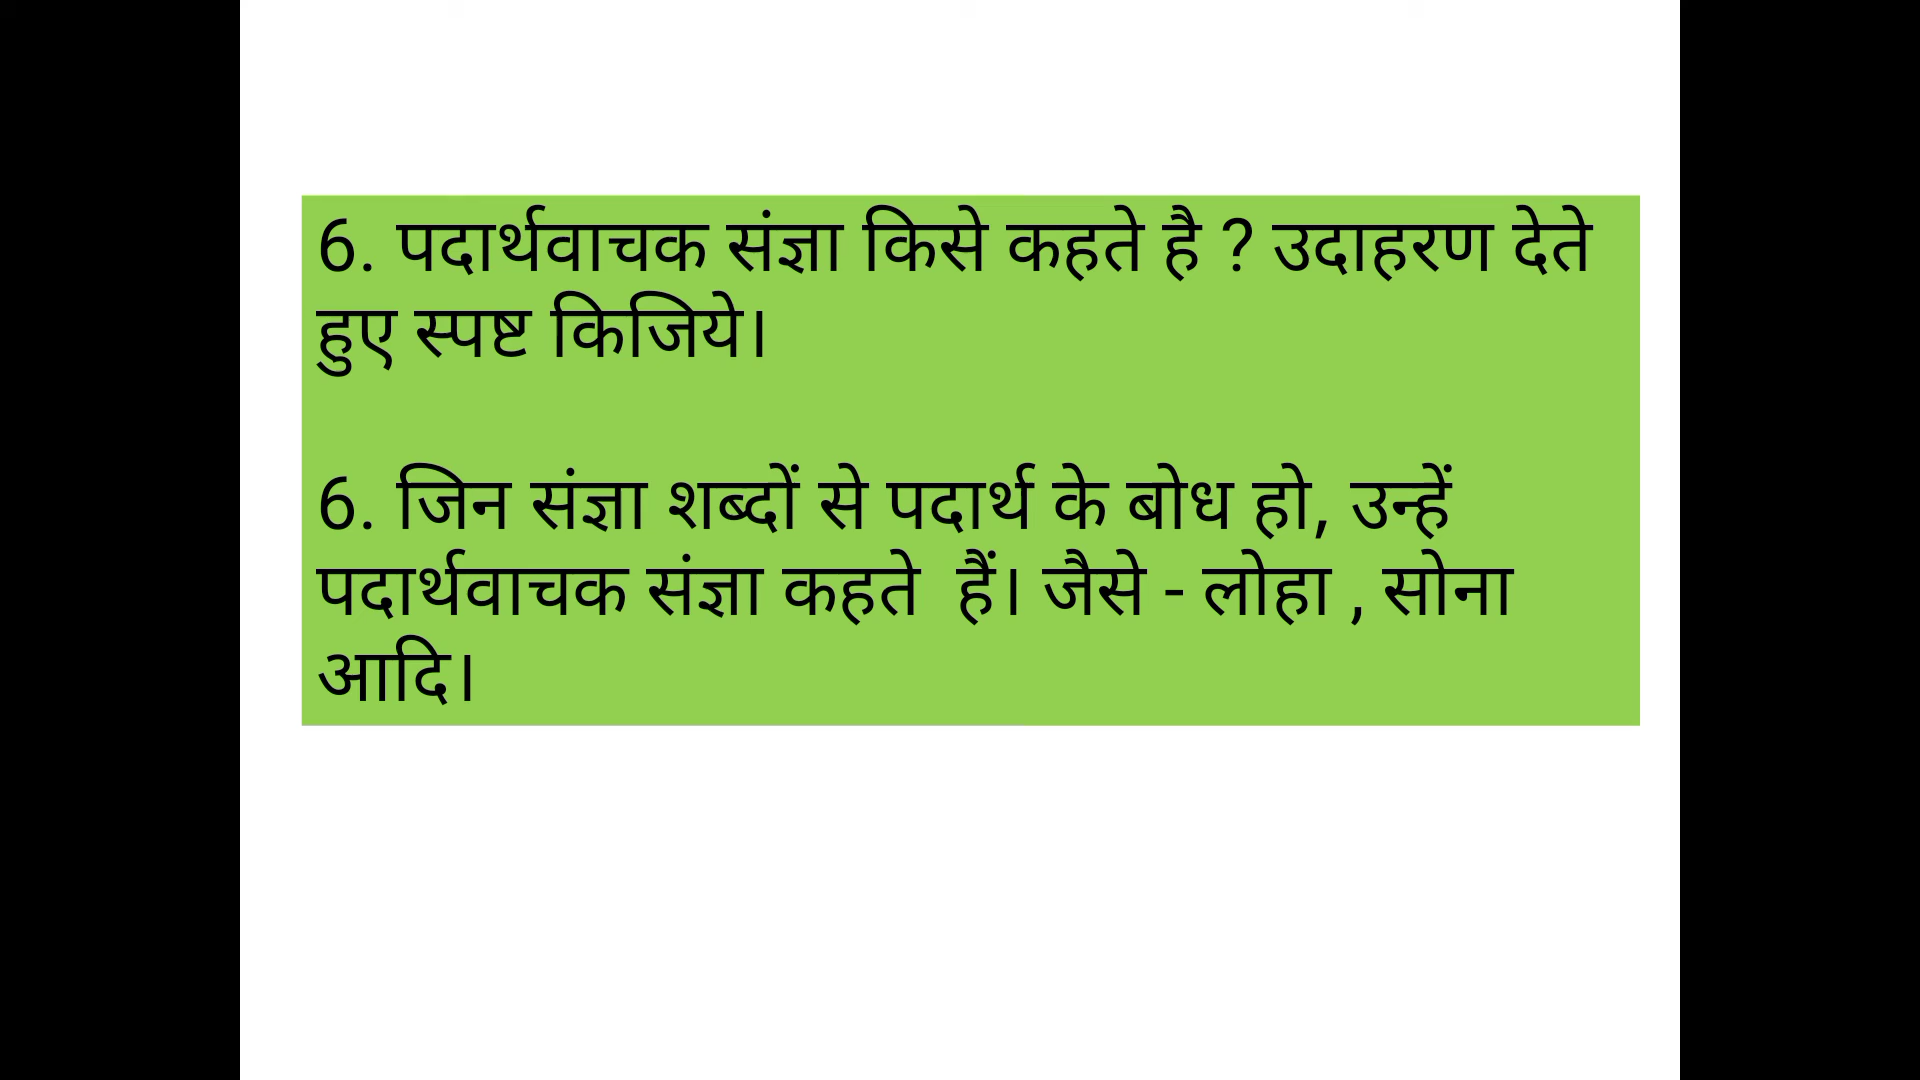 6. पदार्थवाचक संज्ञा किसे कहते है ? उदाहरण देते
हुए स्पष्ट किजिये।
6. जिन संज्ञा शब्दों से पदार्थ के बोध हो, उन्हें
पदार्थवाचक संज्ञा कहते  हैं। जैसे - लोहा , सोना
आदि।